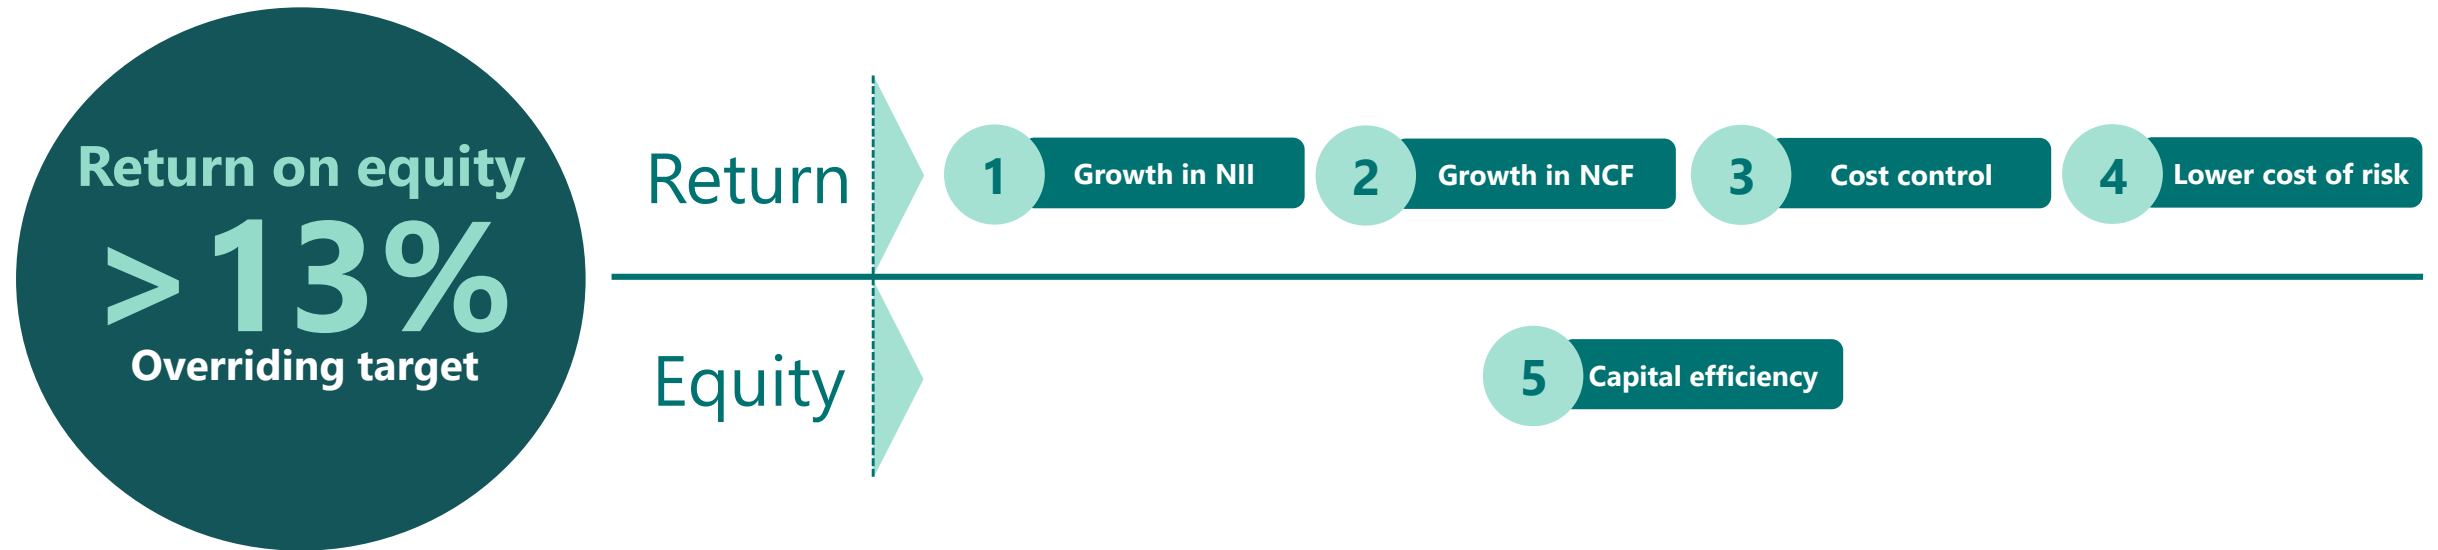 Return on equity
>13%
Overriding target
Return
1 Growth in NII
2 Growth in NCF
3 Cost control
4 Lower cost of risk
Equity
5 Capital efficiency